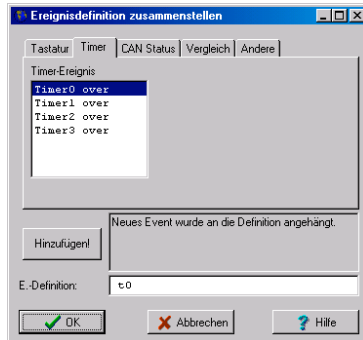 Ereignisdefinition zusammenstellen
Tastatur Timer CAN Status Vergleich Andere
Timer-Ereignis
Timer0 over
Timer1 over
Timer2 over
Timer3 over
Neues Event wurde an die Definition angehängt.
Hinzufügen!
E.-Definition: t0
OK Abbrechen Hilfe